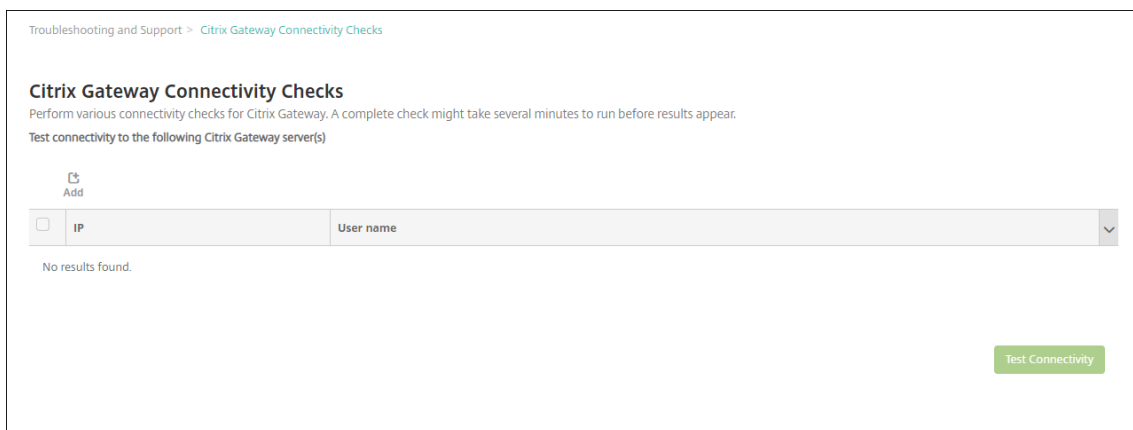 Troubleshooting and Support > Citrix Gateway Connectivity Checks
Citrix Gateway Connectivity Checks
Perform various connectivity checks for Citrix Gateway. A complete check might take several minutes to run before results appear.
Test connectivity to the following Citrix Gateway server(s)
Add
IP User name
No results found.
Test Connectivity